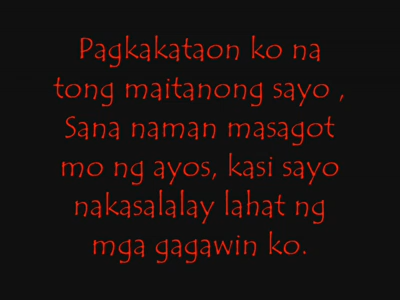 Pagkakataon ko na
tong maitanong sayo ,
Sana naman masagot
mo ng ayos, kasi sayo
nakasalalay lahat ng
mga gagawin ko.